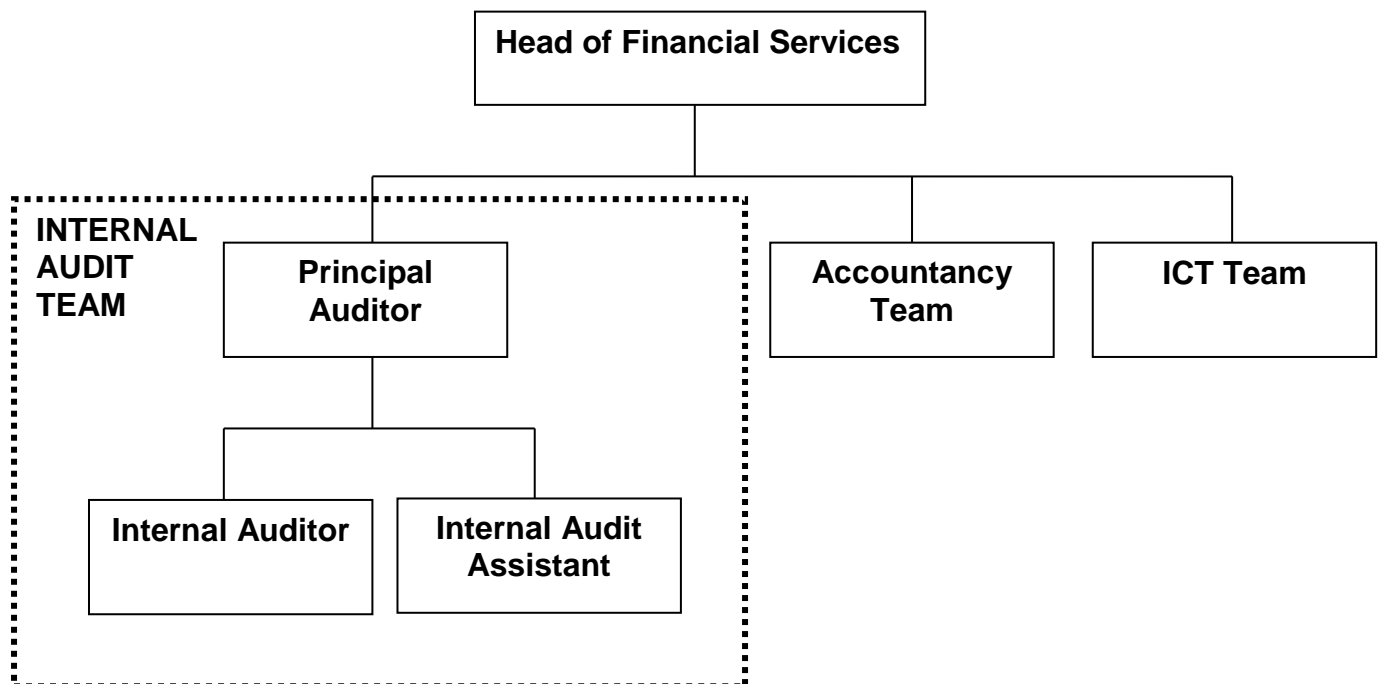 Head of Financial Services
INTERNAL
AUDIT
TEAM
Principal
Auditor
Accountancy
Team
ICT Team
Internal Auditor
Internal Audit
Assistant